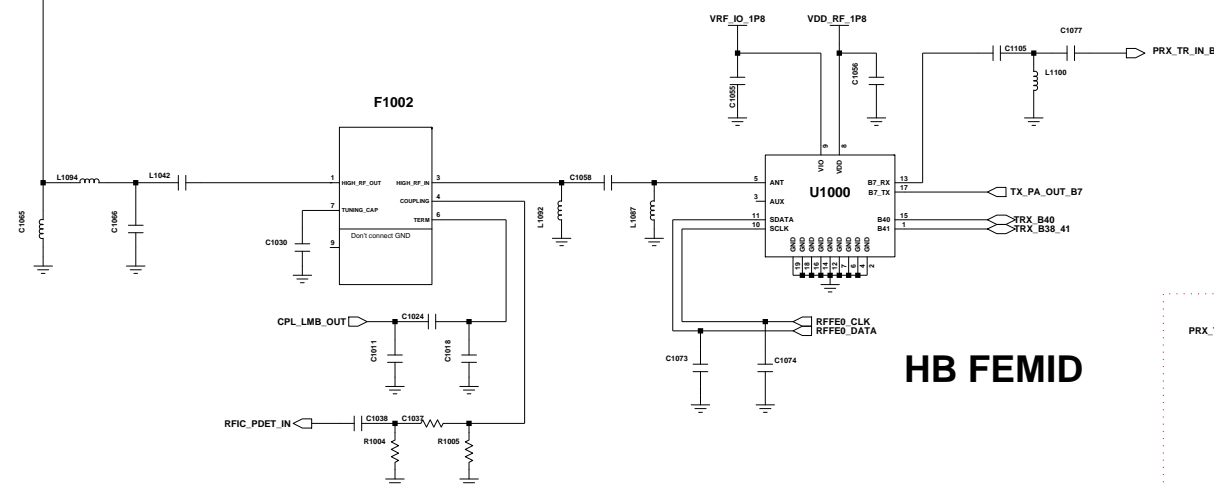 VRF_IO_1P8
VDD_RF_1P8
C1077
C1105
PRX_TR_IN_B
C1055
C1056
L1100
F1002
9
8
VIO
VDD
L1094
L1042
1
HIGH_RF_OUT
HIGH_RF_IN
3
C1058
5
ANT
U1000
B7_RX
13
B7_TX
17
TX_PA_OUT_B7
COUPLING
4
3
AUX
7
TUNING_CAP
TERM
6
11
SDATA
B40
15
TRX_B40
10
SCLK
B41
1
TRX_B38_41
C1065
C1066
L1092
L1087
Don't connect GND
9
C1030
GND GND GND GND GND GND GND GND GND
19 18 16 14 12 7 6 4 2
CPL_LMB_OUT
C1024
RFFE0_CLK
RFFE0_DATA
PRX_
C1011
C1018
C1073
C1074
HB FEMID
RFIC_PDET_IN
C1038
C1037
R1004
R1005